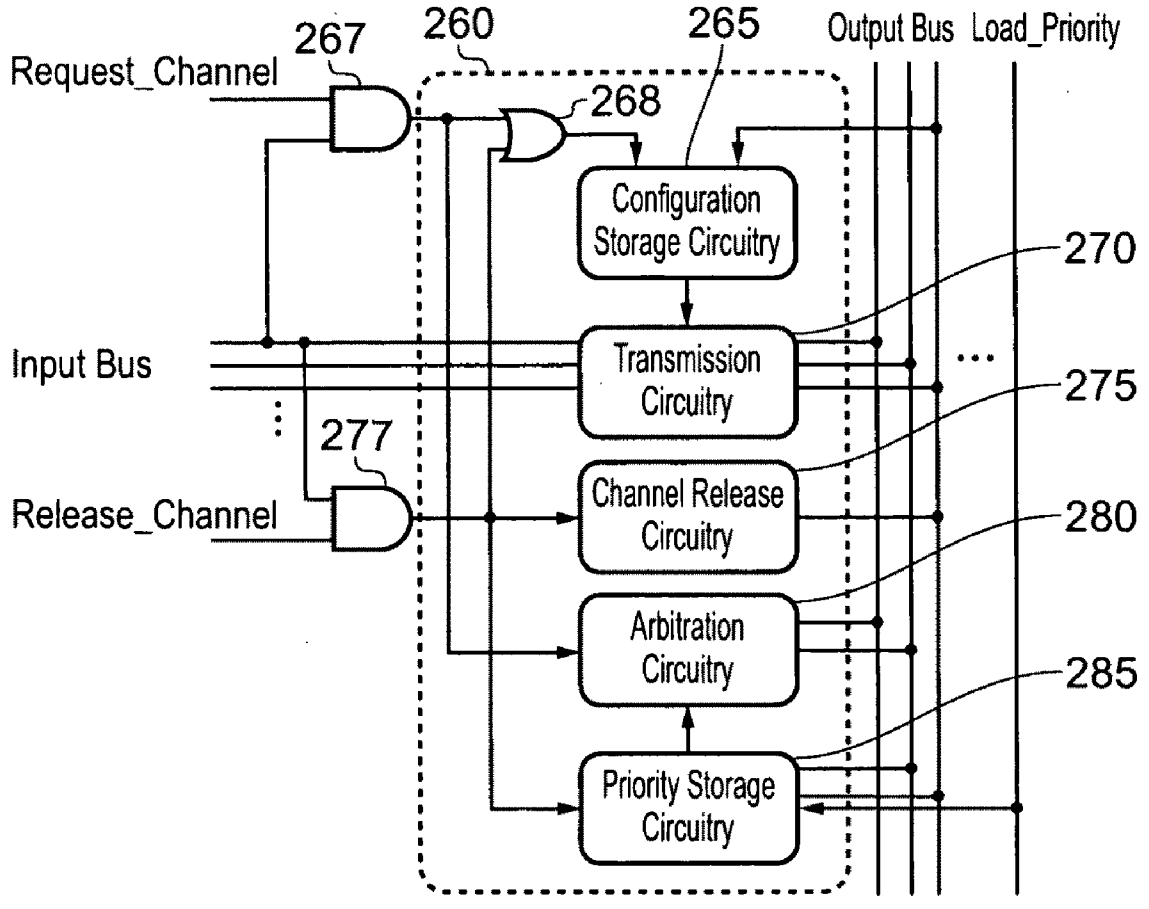 267
260
265
Output Bus
Load_Priority
Request_Channel
268
Configuration
Storage Circuitry
270
Input Bus
Transmission
Circuitry
275
277
Channel Release
Circuitry
Release_Channel
280
Arbitration
Circuitry
285
Priority Storage
Circuitry